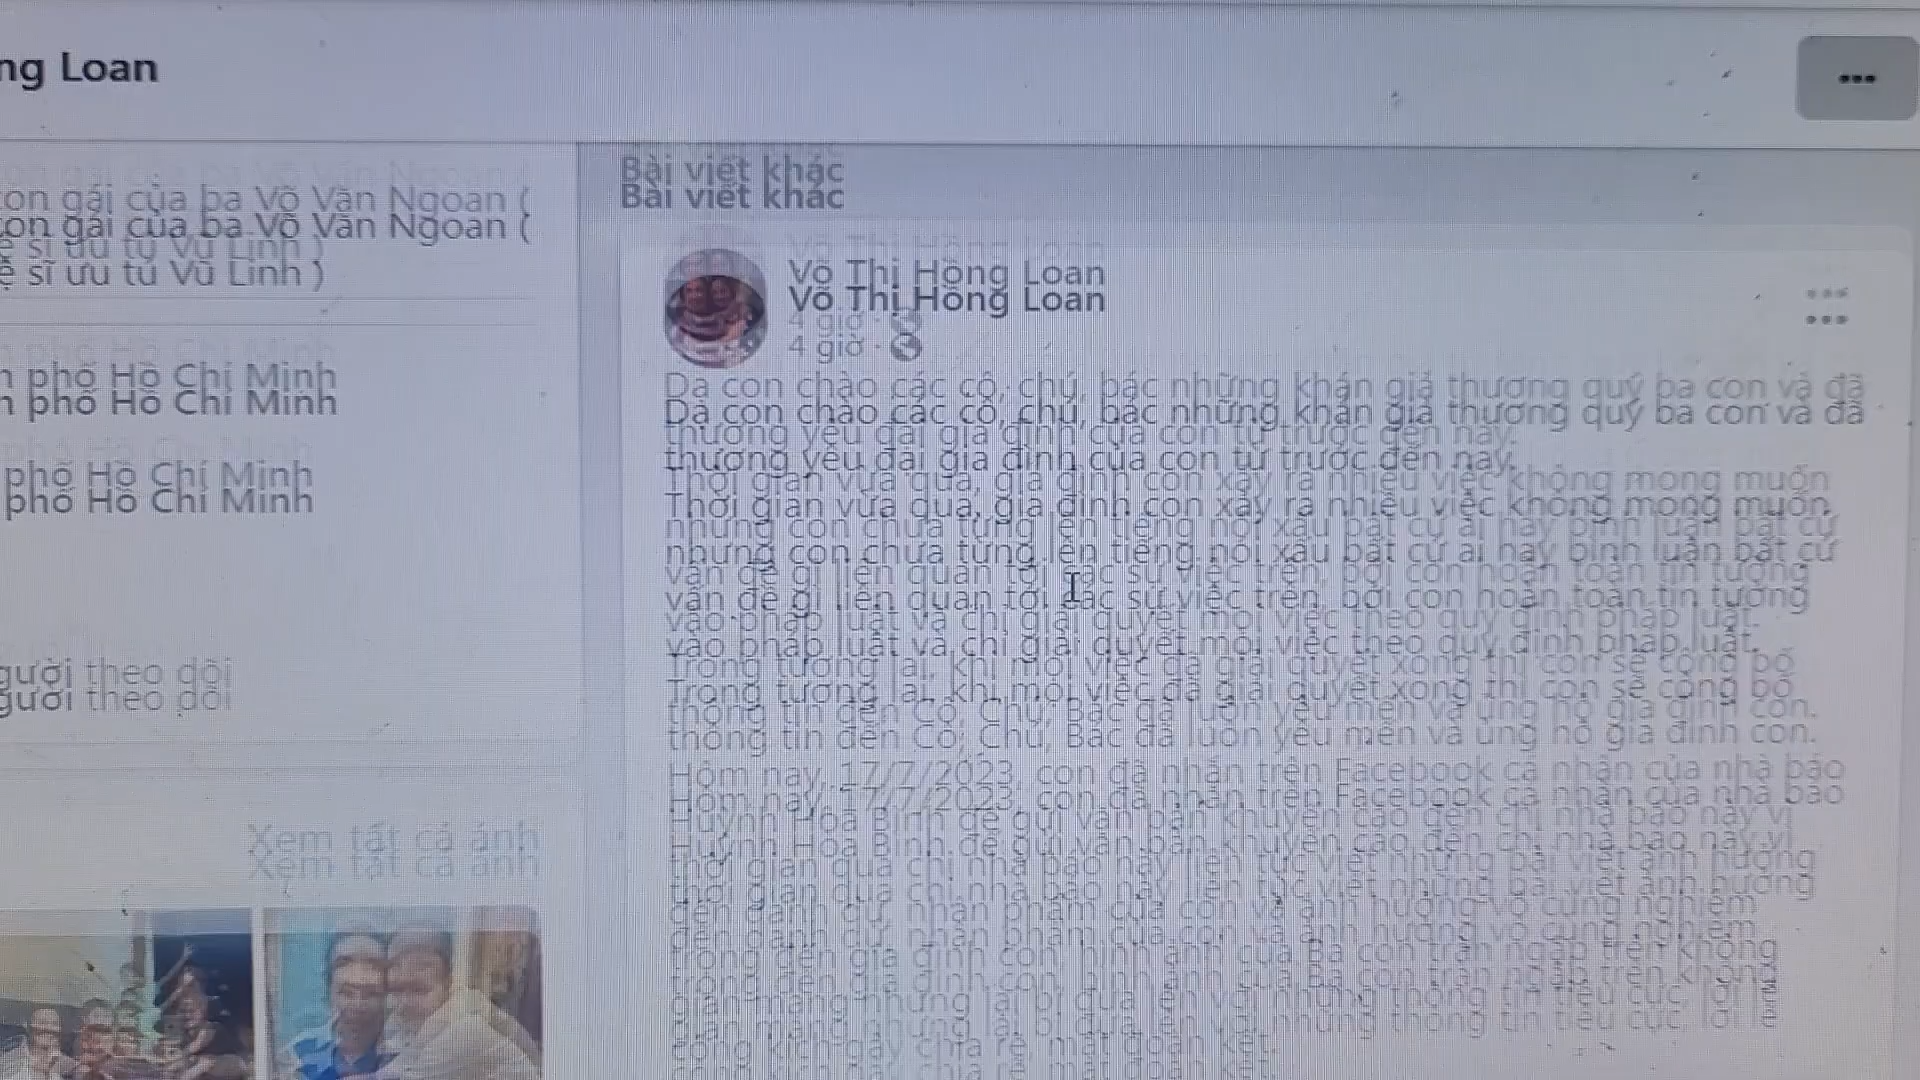 ng Loan
con gái của ba Võ Văn Ngoan (
sĩ ưu tú Vũ Linh )
phố Hồ Chí Minh
phố Hồ Chí Minh
người theo dõi
Xem tất cả ảnh
Bài viết khác
Võ Thị Hồng Loan
4 giờ ·
Dạ con chào các cô, chú, bác những khán giả thương quý ba con và đã
thương yêu đại gia đình của con từ trước đến nay.
Thời gian vừa qua, gia đình con xảy ra nhiều việc không mong muốn
nhưng con chưa từng lên tiếng nói xấu bất cứ ai hay bình luận bất cứ
vấn đề gì liên quan tới các sự việc trên, bởi con hoàn toàn tin tưởng
vào pháp luật và chỉ giải quyết mọi việc theo quy định pháp luật.
Trong tương lai, khi mọi việc đã giải quyết xong thì con sẽ công bố
thông tin đến Cô, Chú, Bác đã luôn yêu mến và ủng hộ gia đình con.
Hôm nay, 17/7/2023, con đã nhắn trên Facebook cá nhân của nhà báo
Huỳnh Hoa Bình để gửi văn bản khuyến cáo đến chị nhà báo này vì
thời gian qua chị nhà báo này liên tục viết những bài viết ảnh hưởng
đến danh dự, nhân phẩm của con và ảnh hưởng vô cùng nghiêm
trọng đến gia đình con, hình ảnh của Ba con tràn ngập trên không
gian mạng nhưng lại bị đưa lên với những thông tin tiêu cực, lời lẽ
công kích gây chia rẽ, mất đoàn kết.